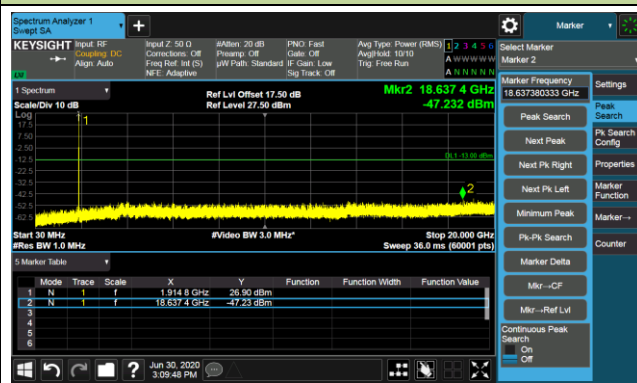 Spectrum Analyzer 1
Swept SA
Marker
KEYSIGHT
Input: RF
Coupling: DC
Align: Auto
Input Z: 50 Ω
Corrections: Off
Freq Ref: Int (S)
NFE: Adaptive
#Atten: 20 dB
Preamp: Off
µW Path: Standard
PNO: Fast
Gate: Off
IF Gain: Low
Sig Track: Off
Avg Type: Power (RMS)
Avg|Hold: 10/10
Trig: Free Run
1 2 3 4 5 6
A W W W W W
A N N N N N
LXI
Select Marker
Marker 2
1 Spectrum
Scale/Div 10 dB
Log
Ref Lvl Offset 17.50 dB
Ref Level 27.50 dBm
Mkr2 18.637 4 GHz
-47.232 dBm
17.5
7.50
-2.50
-12.5
-22.5
-32.5
-42.5
-52.5
-62.5
1
DL1 -13.00 dBm
2
Start 30 MHz
#Res BW 1.0 MHz
#Video BW 3.0 MHz*
Stop 20.000 GHz
Sweep 36.0 ms (60001 pts)
5 Marker Table
Mode Trace Scale X Y Function Function Width Function Value
1 N 1 f 1.914 8 GHz 26.90 dBm
2 N 1 f 18.637 4 GHz -47.23 dBm
3
4
5
6
Marker Frequency
18.637380333 GHz
Peak Search
Next Peak
Next Pk Right
Next Pk Left
Minimum Peak
Pk-Pk Search
Marker Delta
Mkr→CF
Mkr→Ref Lvl
Continuous Peak
Search
On
Off
Settings
Peak
Search
Pk Search
Config
Properties
Marker
Function
Marker→
Counter
Jun 30, 2020
3:09:48 PM